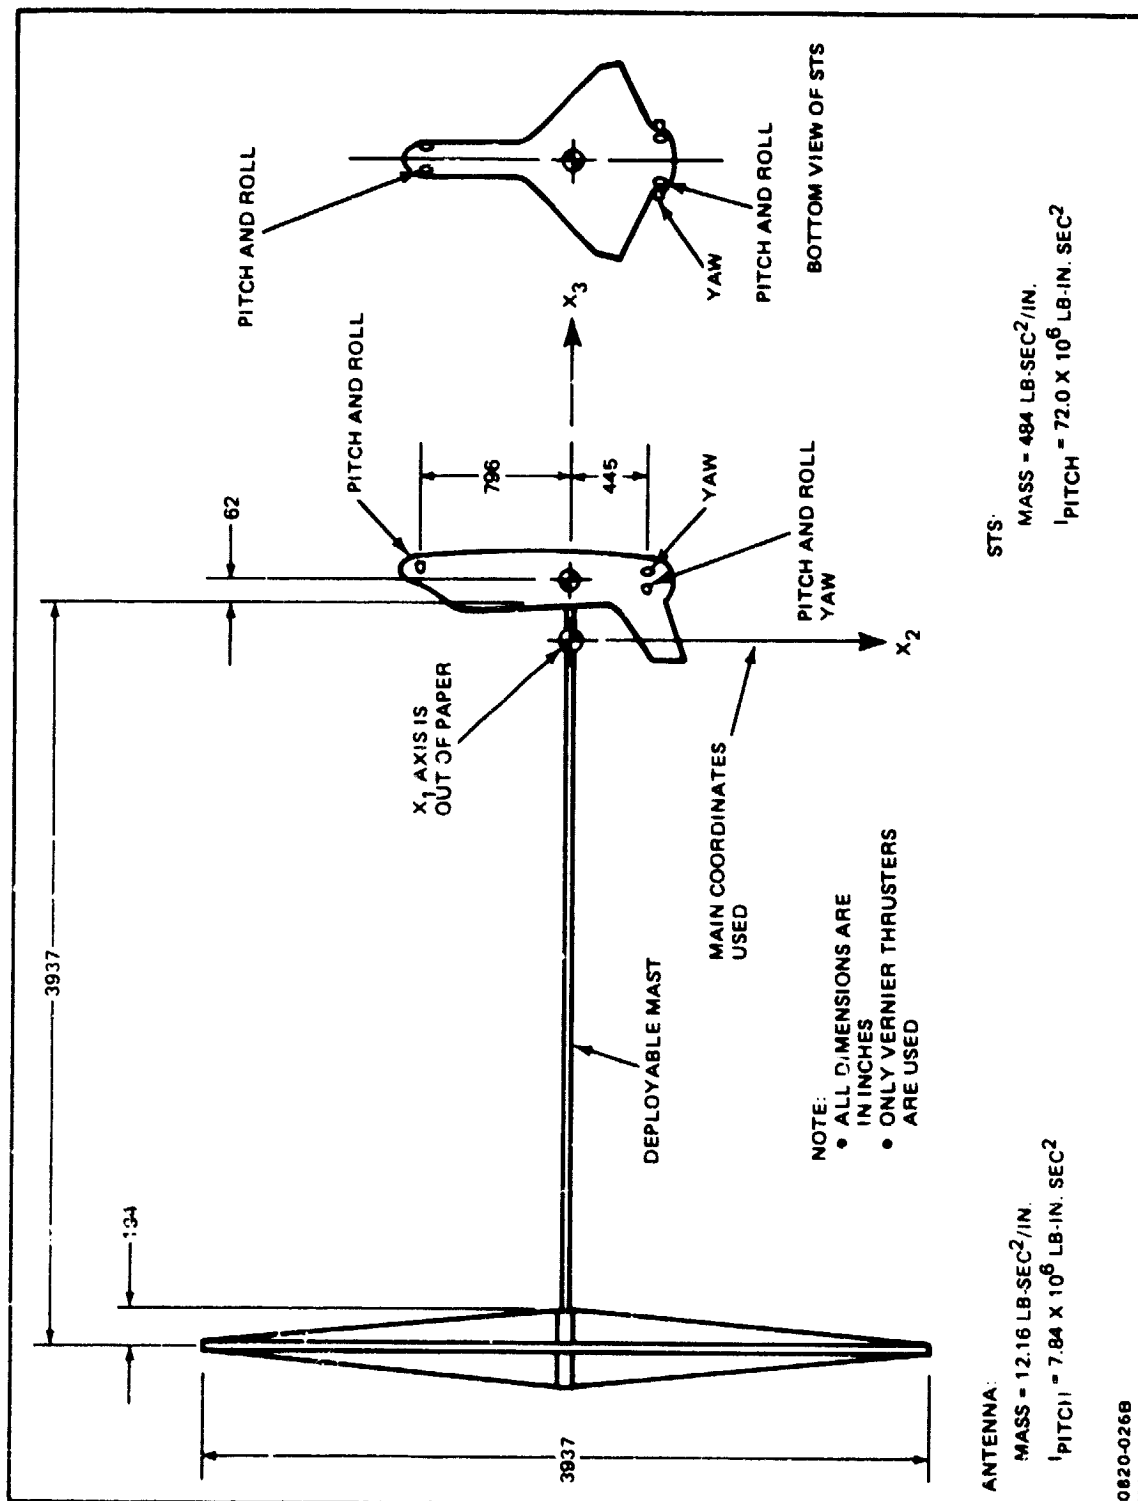 PITCH AND ROLL
BOTTOM VIEW OF STS
PITCH AND ROLL
YAW
PITCH AND ROLL
X3
796
445
62
YAW
PITCH AND ROLL
YAW
X2
3937
X1 AXIS IS
OUT OF PAPER
MAIN COORDINATES
USED
DEPLOYABLE MAST
3937
NOTE:
• ALL DIMENSIONS ARE
IN INCHES
• ONLY VERNIER THRUSTERS
ARE USED
STS:
MASS = 484 LB-SEC2/IN.
IPITCH = 72.0 X 106 LB-IN. SEC2
ANTENNA:
MASS = 12.16 LB-SEC2/IN.
IPITCH = 7.84 X 106 LB-IN. SEC2
0820-026B